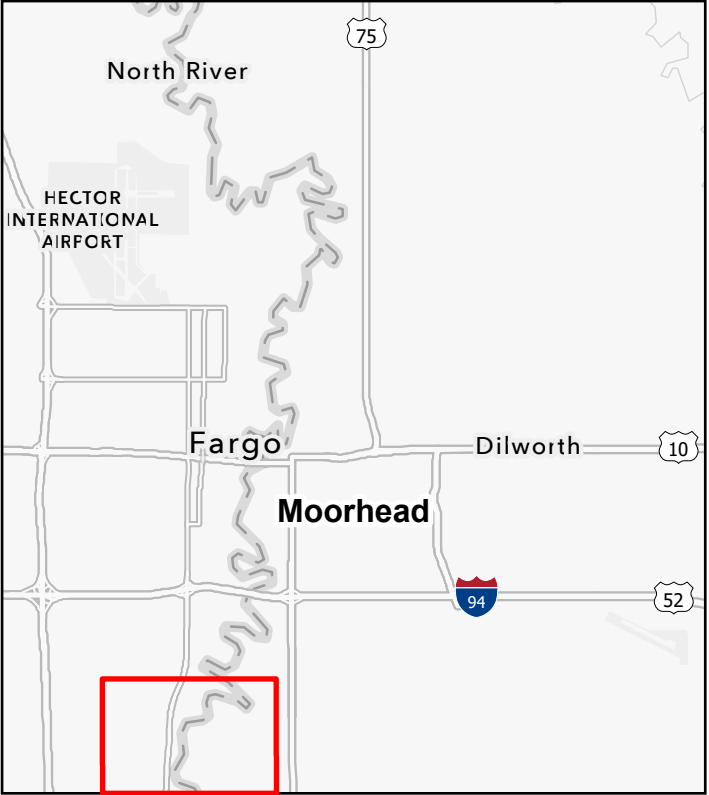 75
North River
HECTOR
INTERNATIONAL
AIRPORT
Fargo
Dilworth
10
Moorhead
94
52